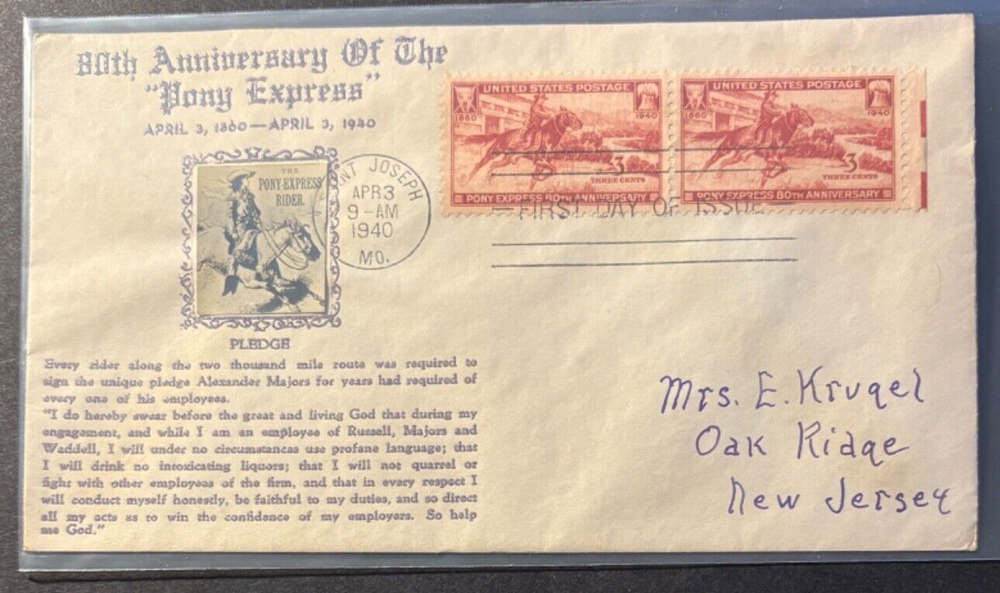 80th Anniversary Of The
"Pony Express"
APRIL 3, 1860—APRIL 3, 1940
THE
PONY-EXPRESS
RIDER.
PLEDGE
Every rider along the two thousand mile route was required to
sign the unique pledge Alexander Majors for years had required of
every one of his employees.
"I do hereby swear before the great and living God that during my
engagement, and while I am an employee of Russell, Majors and
Waddell, I will under no circumstances use profane language; that
I will drink no intoxicating liquors; that I will not quarrel or
fight with other employees of the firm, and that in every respect I
will conduct myself honestly, be faithful to my duties, and so direct
all my acts as to win the confidence of my employers. So help
me God."
NT JOSEPH
APR 3
9-AM
1940
MO.
UNITED STATES POSTAGE
1860 1940
3
THREE CENTS
PONY EXPRESS 80TH ANNIVERSARY
UNITED STATES POSTAGE
1860 1940
3
THREE CENTS
PONY EXPRESS 80TH ANNIVERSARY
FIRST DAY OF ISSUE
Mrs. E. Krugel
Oak Ridge
New Jersey